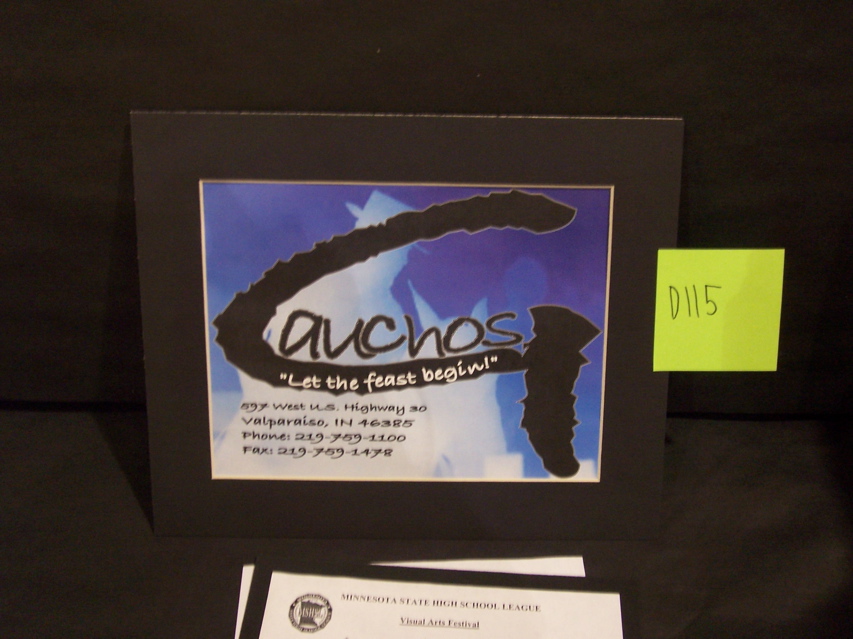 Gauchos
"Let the feast begin!"
597 West U.S. Highway 30
Valparaiso, IN 46385
Phone: 219-759-1100
Fax: 219-759-1478
D115
MINNESOTA STATE HIGH SCHOOL LEAGUE
Visual Arts Festival